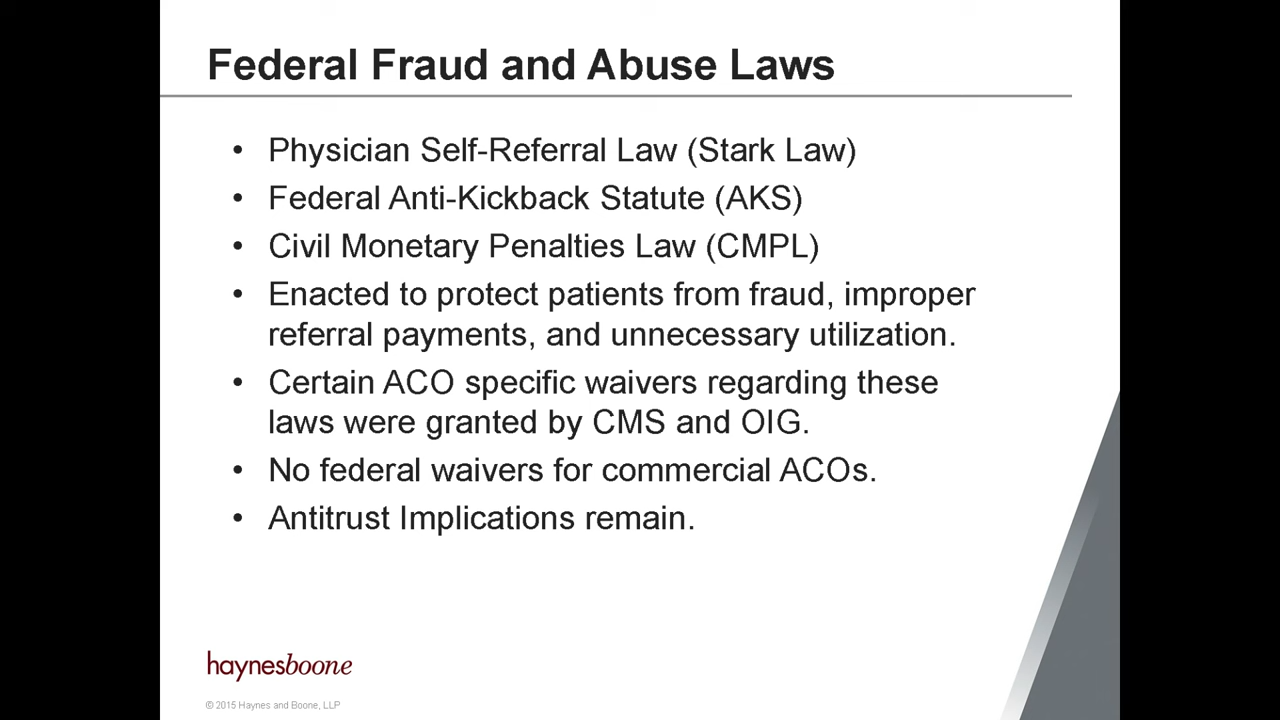 Federal Fraud and Abuse Laws
• Physician Self-Referral Law (Stark Law)
• Federal Anti-Kickback Statute (AKS)
• Civil Monetary Penalties Law (CMPL)
• Enacted to protect patients from fraud, improper
referral payments, and unnecessary utilization.
• Certain ACO specific waivers regarding these
laws were granted by CMS and OIG.
• No federal waivers for commercial ACOs.
• Antitrust Implications remain.
haynesboone
© 2015 Haynes and Boone, LLP